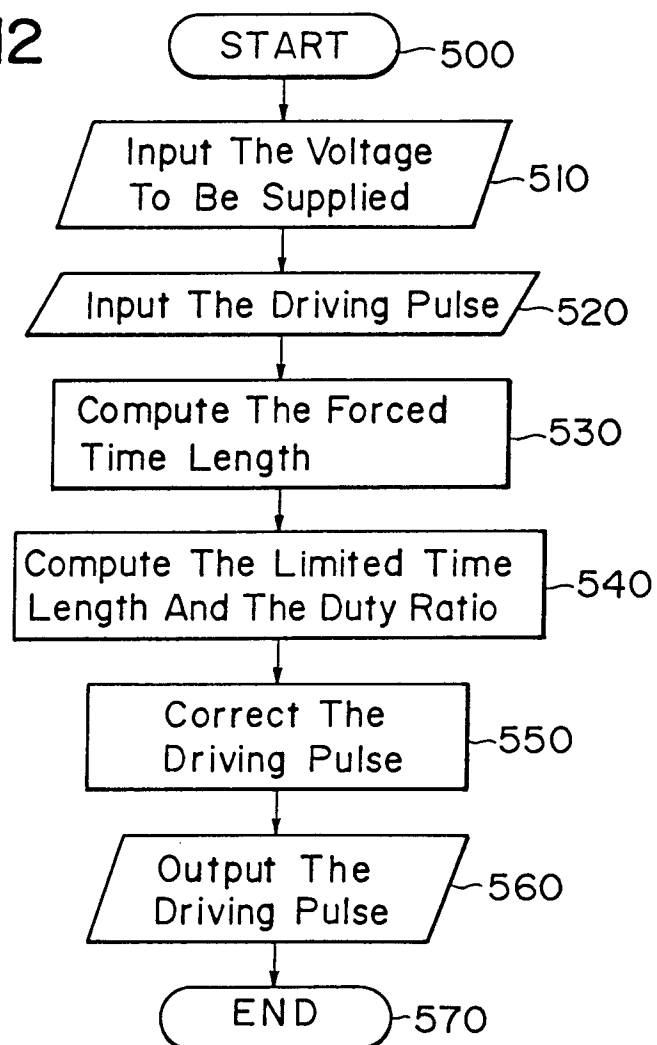 12
START
500
Input The Voltage
To Be Supplied
510
Input The Driving Pulse
520
Compute The Forced
Time Length
530
Compute The Limited Time
Length And The Duty Ratio
540
Correct The
Driving Pulse
550
Output The
Driving Pulse
560
END
570